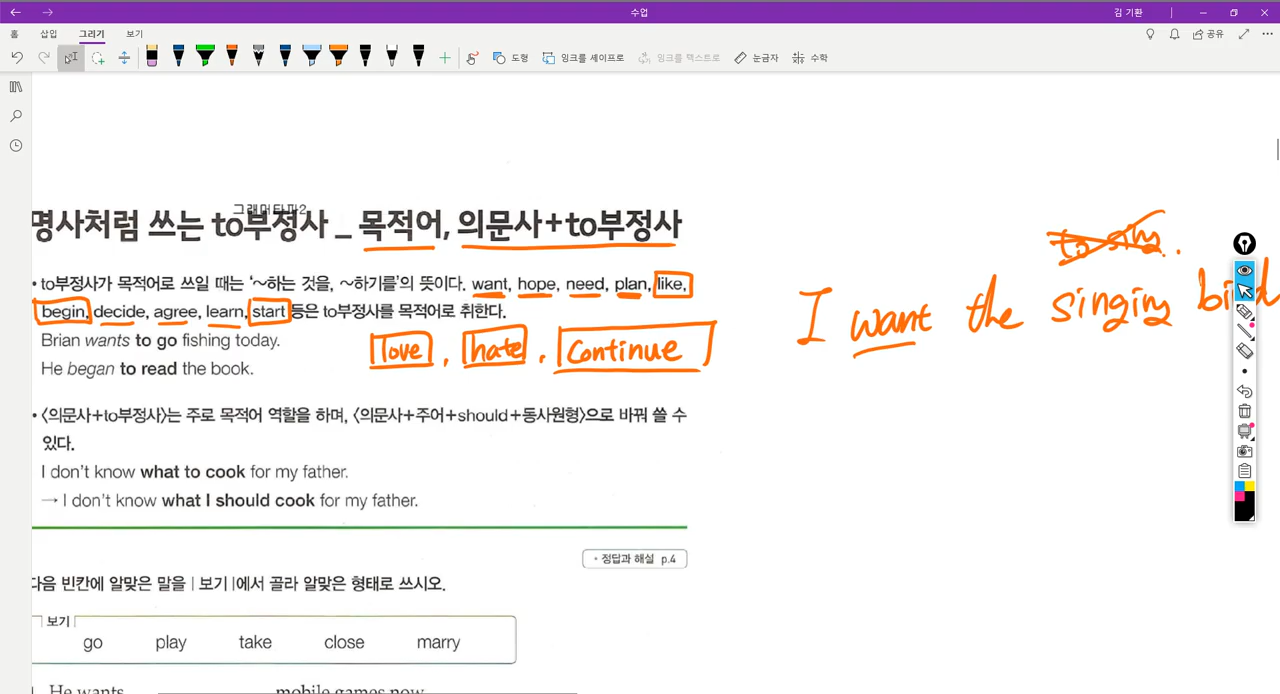 수업
김 기환
홈 삽입 그리기 보기
공유
도형 잉크를 셰이프로 잉크를 텍스트로 눈금자 수학
그래머타파2
명사처럼 쓰는 to부정사 _ 목적어, 의문사+to부정사
• to부정사가 목적어로 쓰일 때는 ‘~하는 것을, ~하기를’의 뜻이다. want, hope, need, plan, like,
begin, decide, agree, learn, start 등은 to부정사를 목적어로 취한다.
Brian wants to go fishing today.
He began to read the book.
love, hate, continue
to sing.
I want the singing bird
• 〈의문사+to부정사〉는 주로 목적어 역할을 하며, 〈의문사+주어+should+동사원형〉으로 바꿔 쓸 수
있다.
I don't know what to cook for my father.
→ I don't know what I should cook for my father.
• 정답과 해설 p.4
다음 빈칸에 알맞은 말을 | 보기 |에서 골라 알맞은 형태로 쓰시오.
보기
go play take close marry
He wants mobile games now.